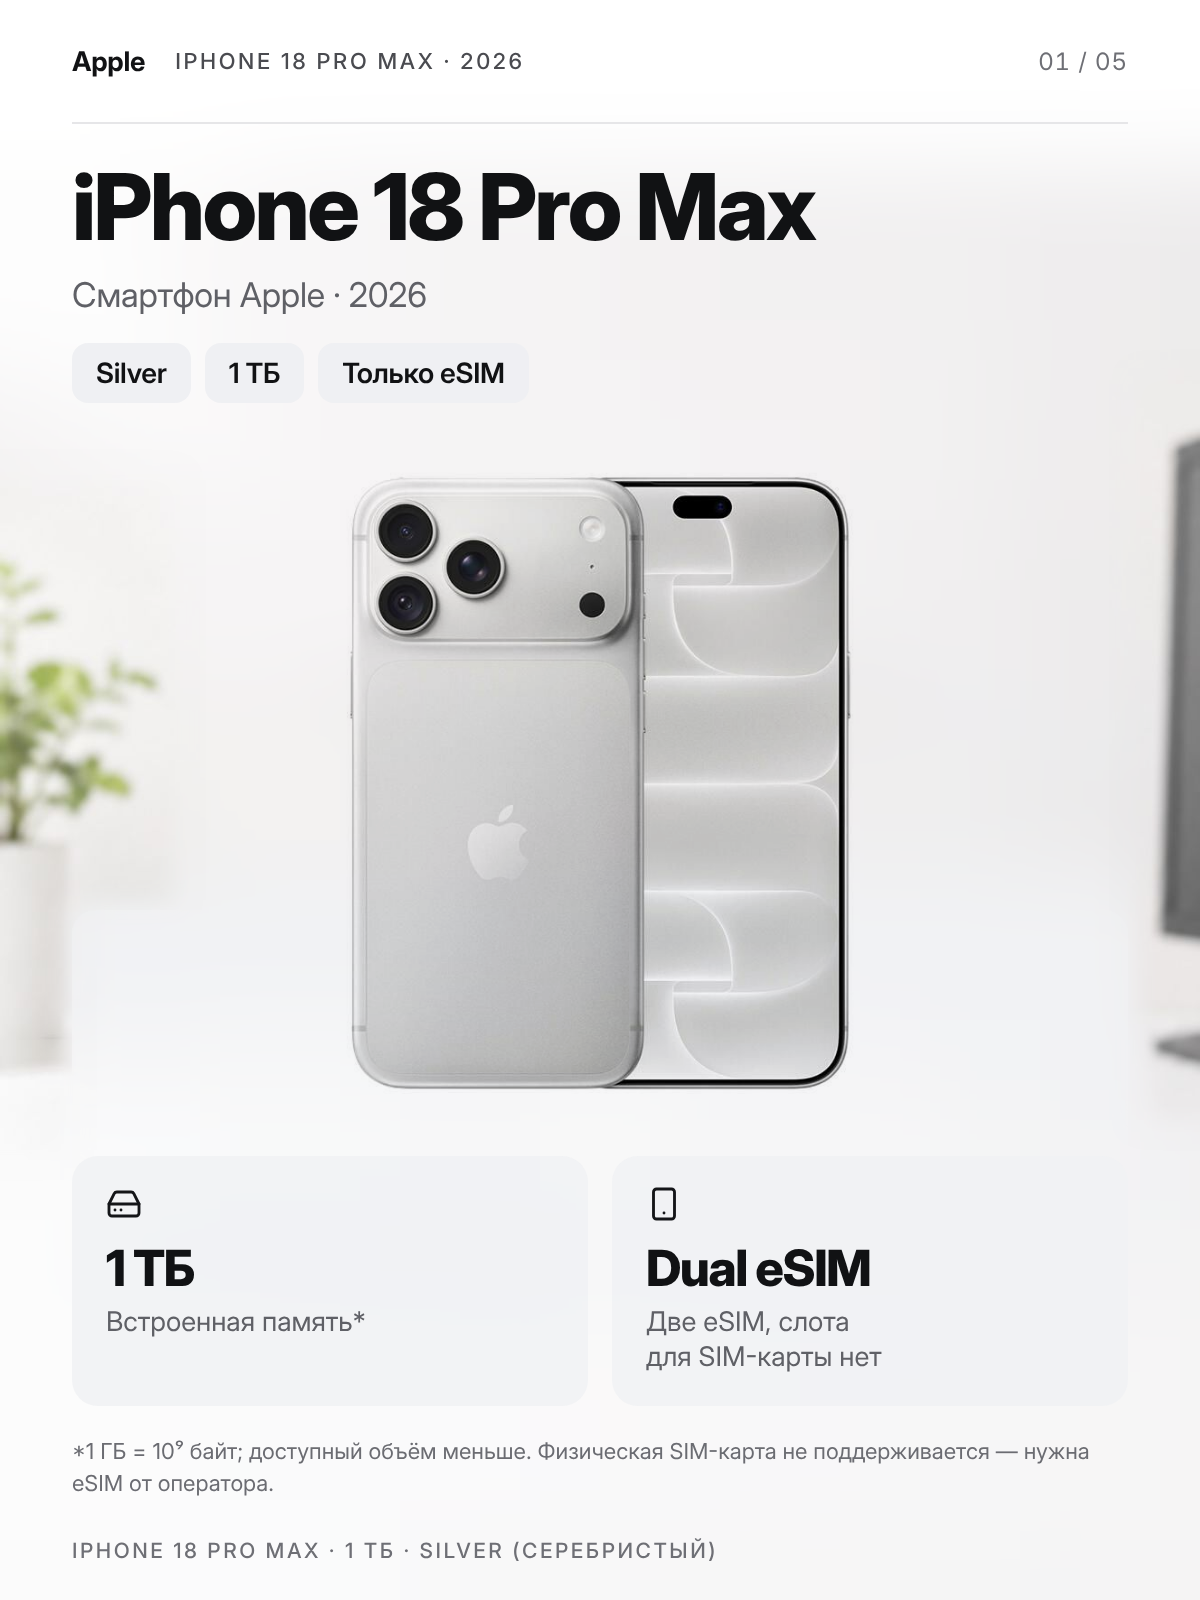 Apple IPHONE 18 PRO MAX · 2026 01 / 05
iPhone 18 Pro Max
Смартфон Apple · 2026
Silver 1 ТБ Только eSIM
1 ТБ
Встроенная память*
Dual eSIM
Две eSIM, слота
для SIM-карты нет
*1 ГБ = 10⁹ байт; доступный объём меньше. Физическая SIM-карта не поддерживается — нужна
eSIM от оператора.
IPHONE 18 PRO MAX · 1 ТБ · SILVER (СЕРЕБРИСТЫЙ)